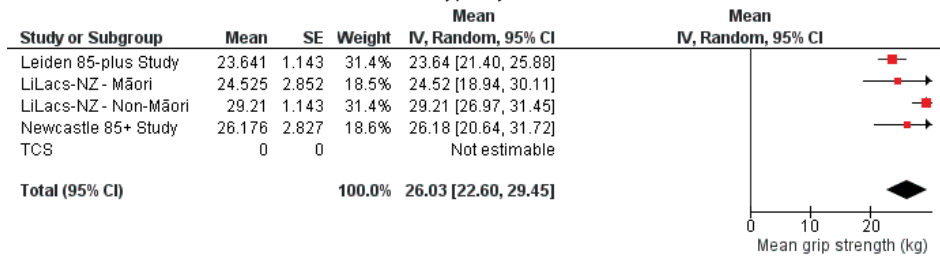 Mean Mean
Study or Subgroup Mean SE Weight IV, Random, 95% CI IV, Random, 95% CI
Leiden 85-plus Study 23.641 1.143 31.4% 23.64 [21.40, 25.88]
LiLacs-NZ - Māori 24.525 2.852 18.5% 24.52 [18.94, 30.11]
LiLacs-NZ - Non-Māori 29.21 1.143 31.4% 29.21 [26.97, 31.45]
Newcastle 85+ Study 26.176 2.827 18.6% 26.18 [20.64, 31.72]
TCS 0 0 Not estimable
Total (95% CI) 100.0% 26.03 [22.60, 29.45]
0 10 20
Mean grip strength (kg)